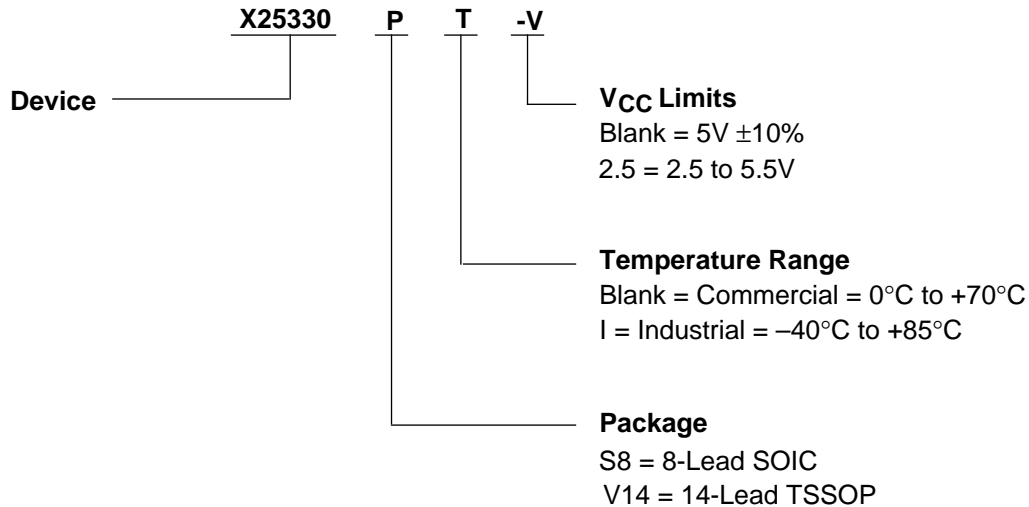 X25330 P T -V
Device
VCC Limits
Blank = 5V ±10%
2.5 = 2.5 to 5.5V
Temperature Range
Blank = Commercial = 0°C to +70°C
I = Industrial = –40°C to +85°C
Package
S8 = 8-Lead SOIC
V14 = 14-Lead TSSOP